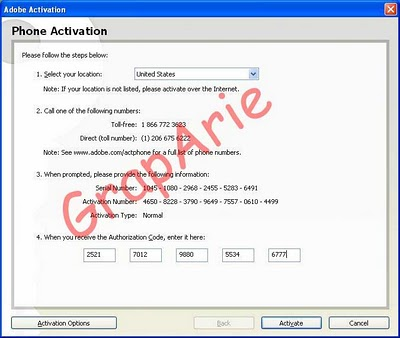 Adobe Activation
Phone Activation
Please follow the steps below:
1. Select your location: United States
Note: If your location is not listed, please activate over the Internet.
2. Call one of the following numbers:
Toll-free: 1 866 772 3623
Direct (toll number): (1) 206 675 6222
Note: See www.adobe.com/actphone for a full list of phone numbers.
3. When prompted, please provide the following information:
Serial Number: 1045 - 1080 - 2968 - 2455 - 5283 - 6491
Activation Number: 4650 - 8228 - 3790 - 9649 - 7557 - 0610 - 4499
Activation Type: Normal
4. When you receive the Authorization Code, enter it here:
2521 7012 9880 5534 6777
GrapArie
Activation Options Back Activate Cancel